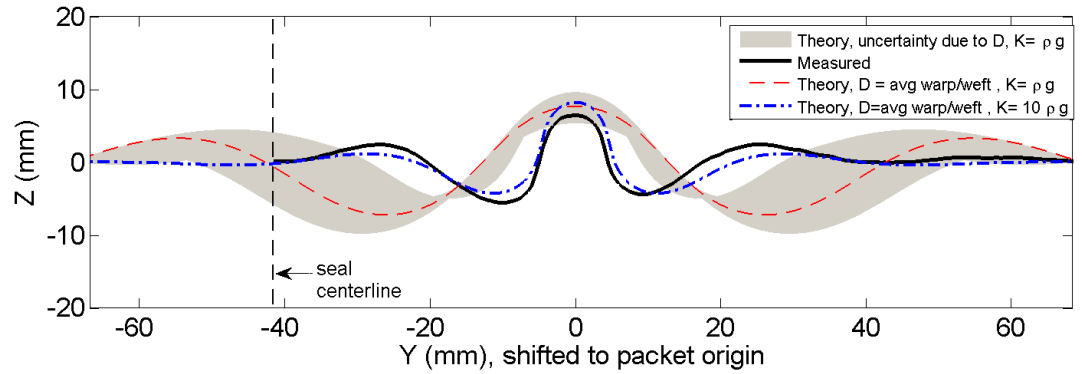 20
10
0
-10
-20
Z (mm)
Theory, uncertainty due to D, K= ρ g
Measured
Theory, D = avg warp/weft , K= ρ g
Theory, D=avg warp/weft , K= 10 ρ g
seal
centerline
-60 -40 -20 0 20 40 60
Y (mm), shifted to packet origin